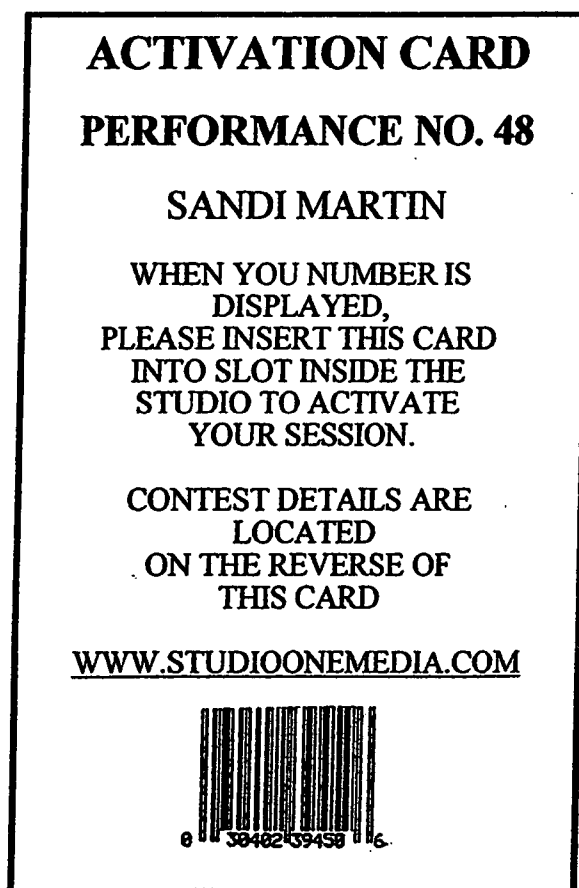 ACTIVATION CARD
PERFORMANCE NO. 48
SANDI MARTIN
WHEN YOU NUMBER IS
DISPLAYED,
PLEASE INSERT THIS CARD
INTO SLOT INSIDE THE
STUDIO TO ACTIVATE
YOUR SESSION.
CONTEST DETAILS ARE
LOCATED
ON THE REVERSE OF
THIS CARD
WWW.STUDIOONEMEDIA.COM
0 30402 39450 6